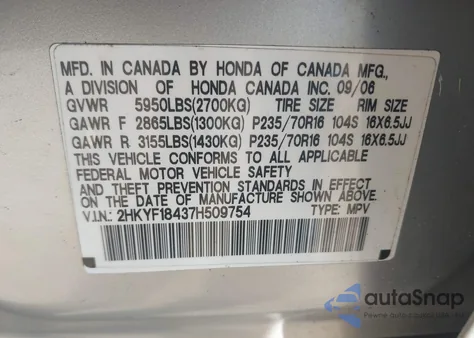 MFD. IN CANADA BY HONDA OF CANADA MFG.,
A DIVISION OF HONDA CANADA INC. 09/06
GVWR 5950LBS(2700KG) TIRE SIZE RIM SIZE
GAWR F 2865LBS(1300KG) P235/70R16 104S 16X6.5JJ
GAWR R 3155LBS(1430KG) P235/70R16 104S 16X6.5JJ
THIS VEHICLE CONFORMS TO ALL APPLICABLE
FEDERAL MOTOR VEHICLE SAFETY
AND THEFT PREVENTION STANDARDS IN EFFECT
ON THE DATE OF MANUFACTURE SHOWN ABOVE.
V.I.N.: 2HKYF18437H509754 TYPE: MPV
autoSnap